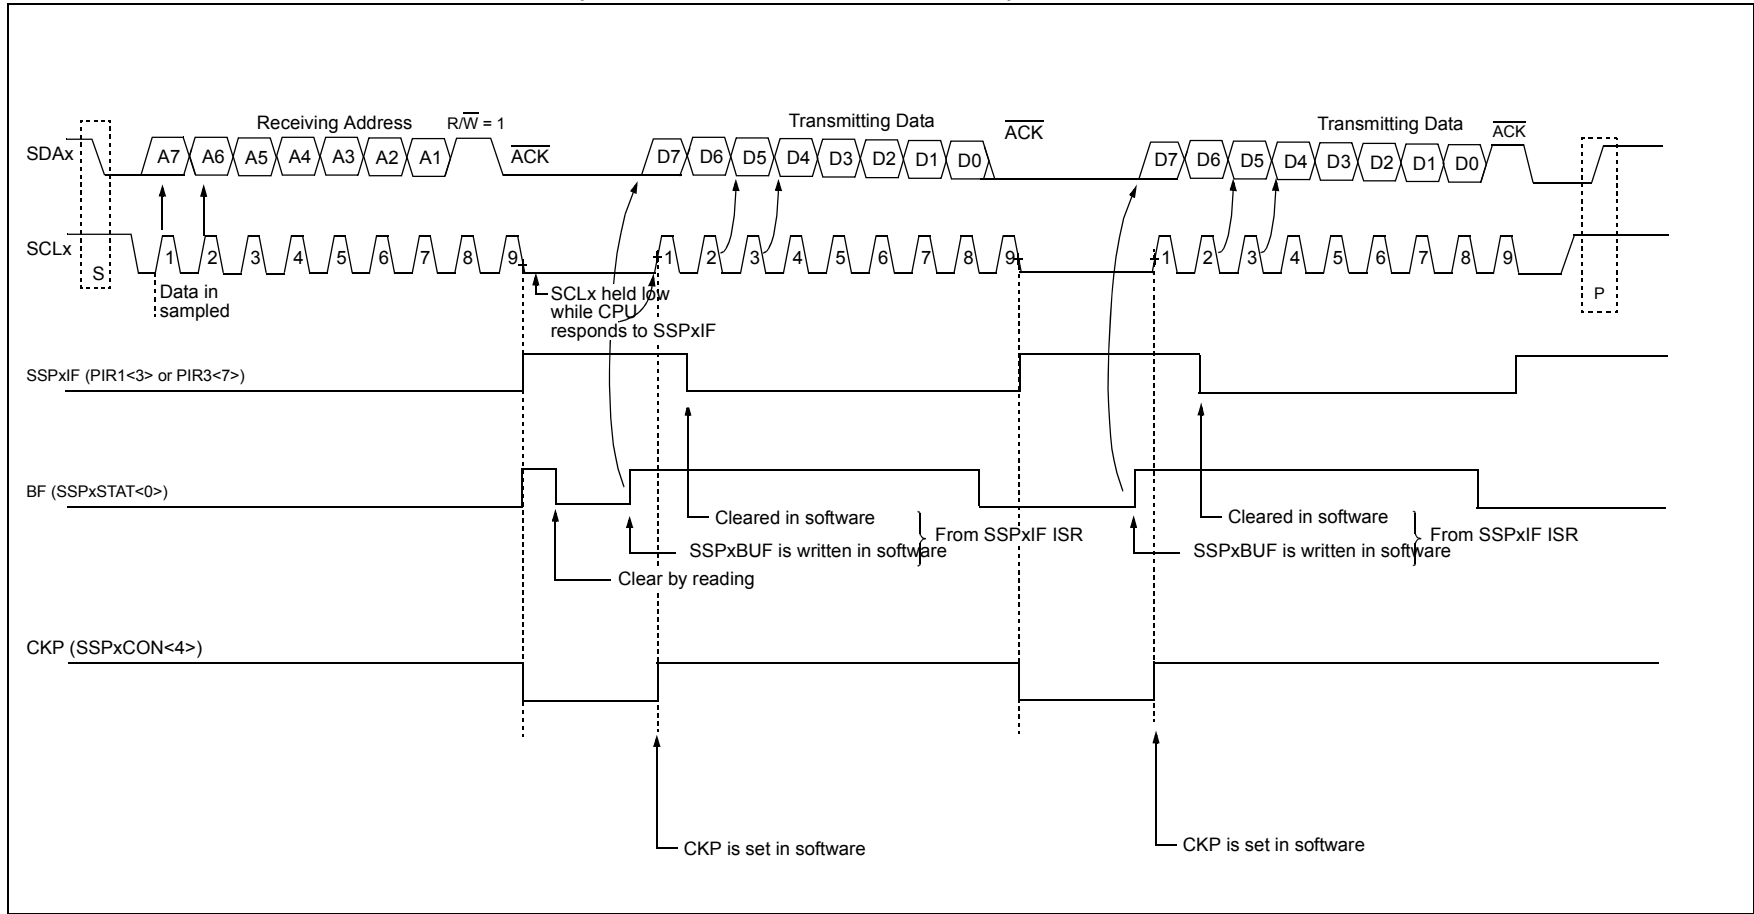 Receiving Address R/W = 1
Transmitting Data
ACK
Transmitting Data
ACK
SDAx
A7 A6 A5 A4 A3 A2 A1
ACK
D7 D6 D5 D4 D3 D2 D1 D0
D7 D6 D5 D4 D3 D2 D1 D0
SCLx
S
1 2 3 4 5 6 7 8 9
1 2 3 4 5 6 7 8 9
1 2 3 4 5 6 7 8 9
P
Data in
sampled
SCLx held low
while CPU
responds to SSPxIF
SSPxIF (PIR1<3> or PIR3<7>)
BF (SSPxSTAT<0>)
Cleared in software
SSPxBUF is written in software
From SSPxIF ISR
Clear by reading
Cleared in software
SSPxBUF is written in software
From SSPxIF ISR
CKP (SSPxCON<4>)
CKP is set in software
CKP is set in software